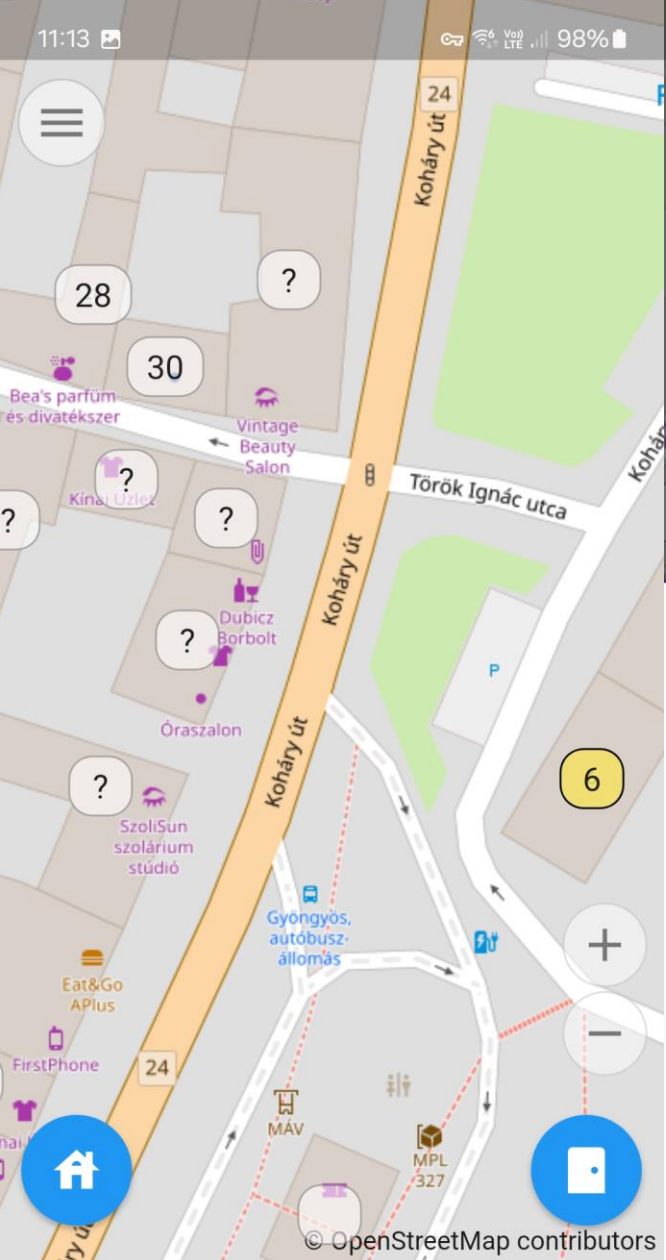 11:13
Vo))
LTE
98%
24
Koháry út
?
28
30
Bea's parfüm
és divatékszer
Vintage
Beauty
Salon
?
Kínai Üzlet
?
?
Török Ignác utca
Koháry út
Dubicz
Borbolt
?
P
Óraszalon
Koháry út
?
6
SzoliSun
szolárium
stúdió
Gyöngyös,
autóbusz-
állomás
Eat&Go
APlus
FirstPhone
24
MÁV
MPL
327
© OpenStreetMap contributors